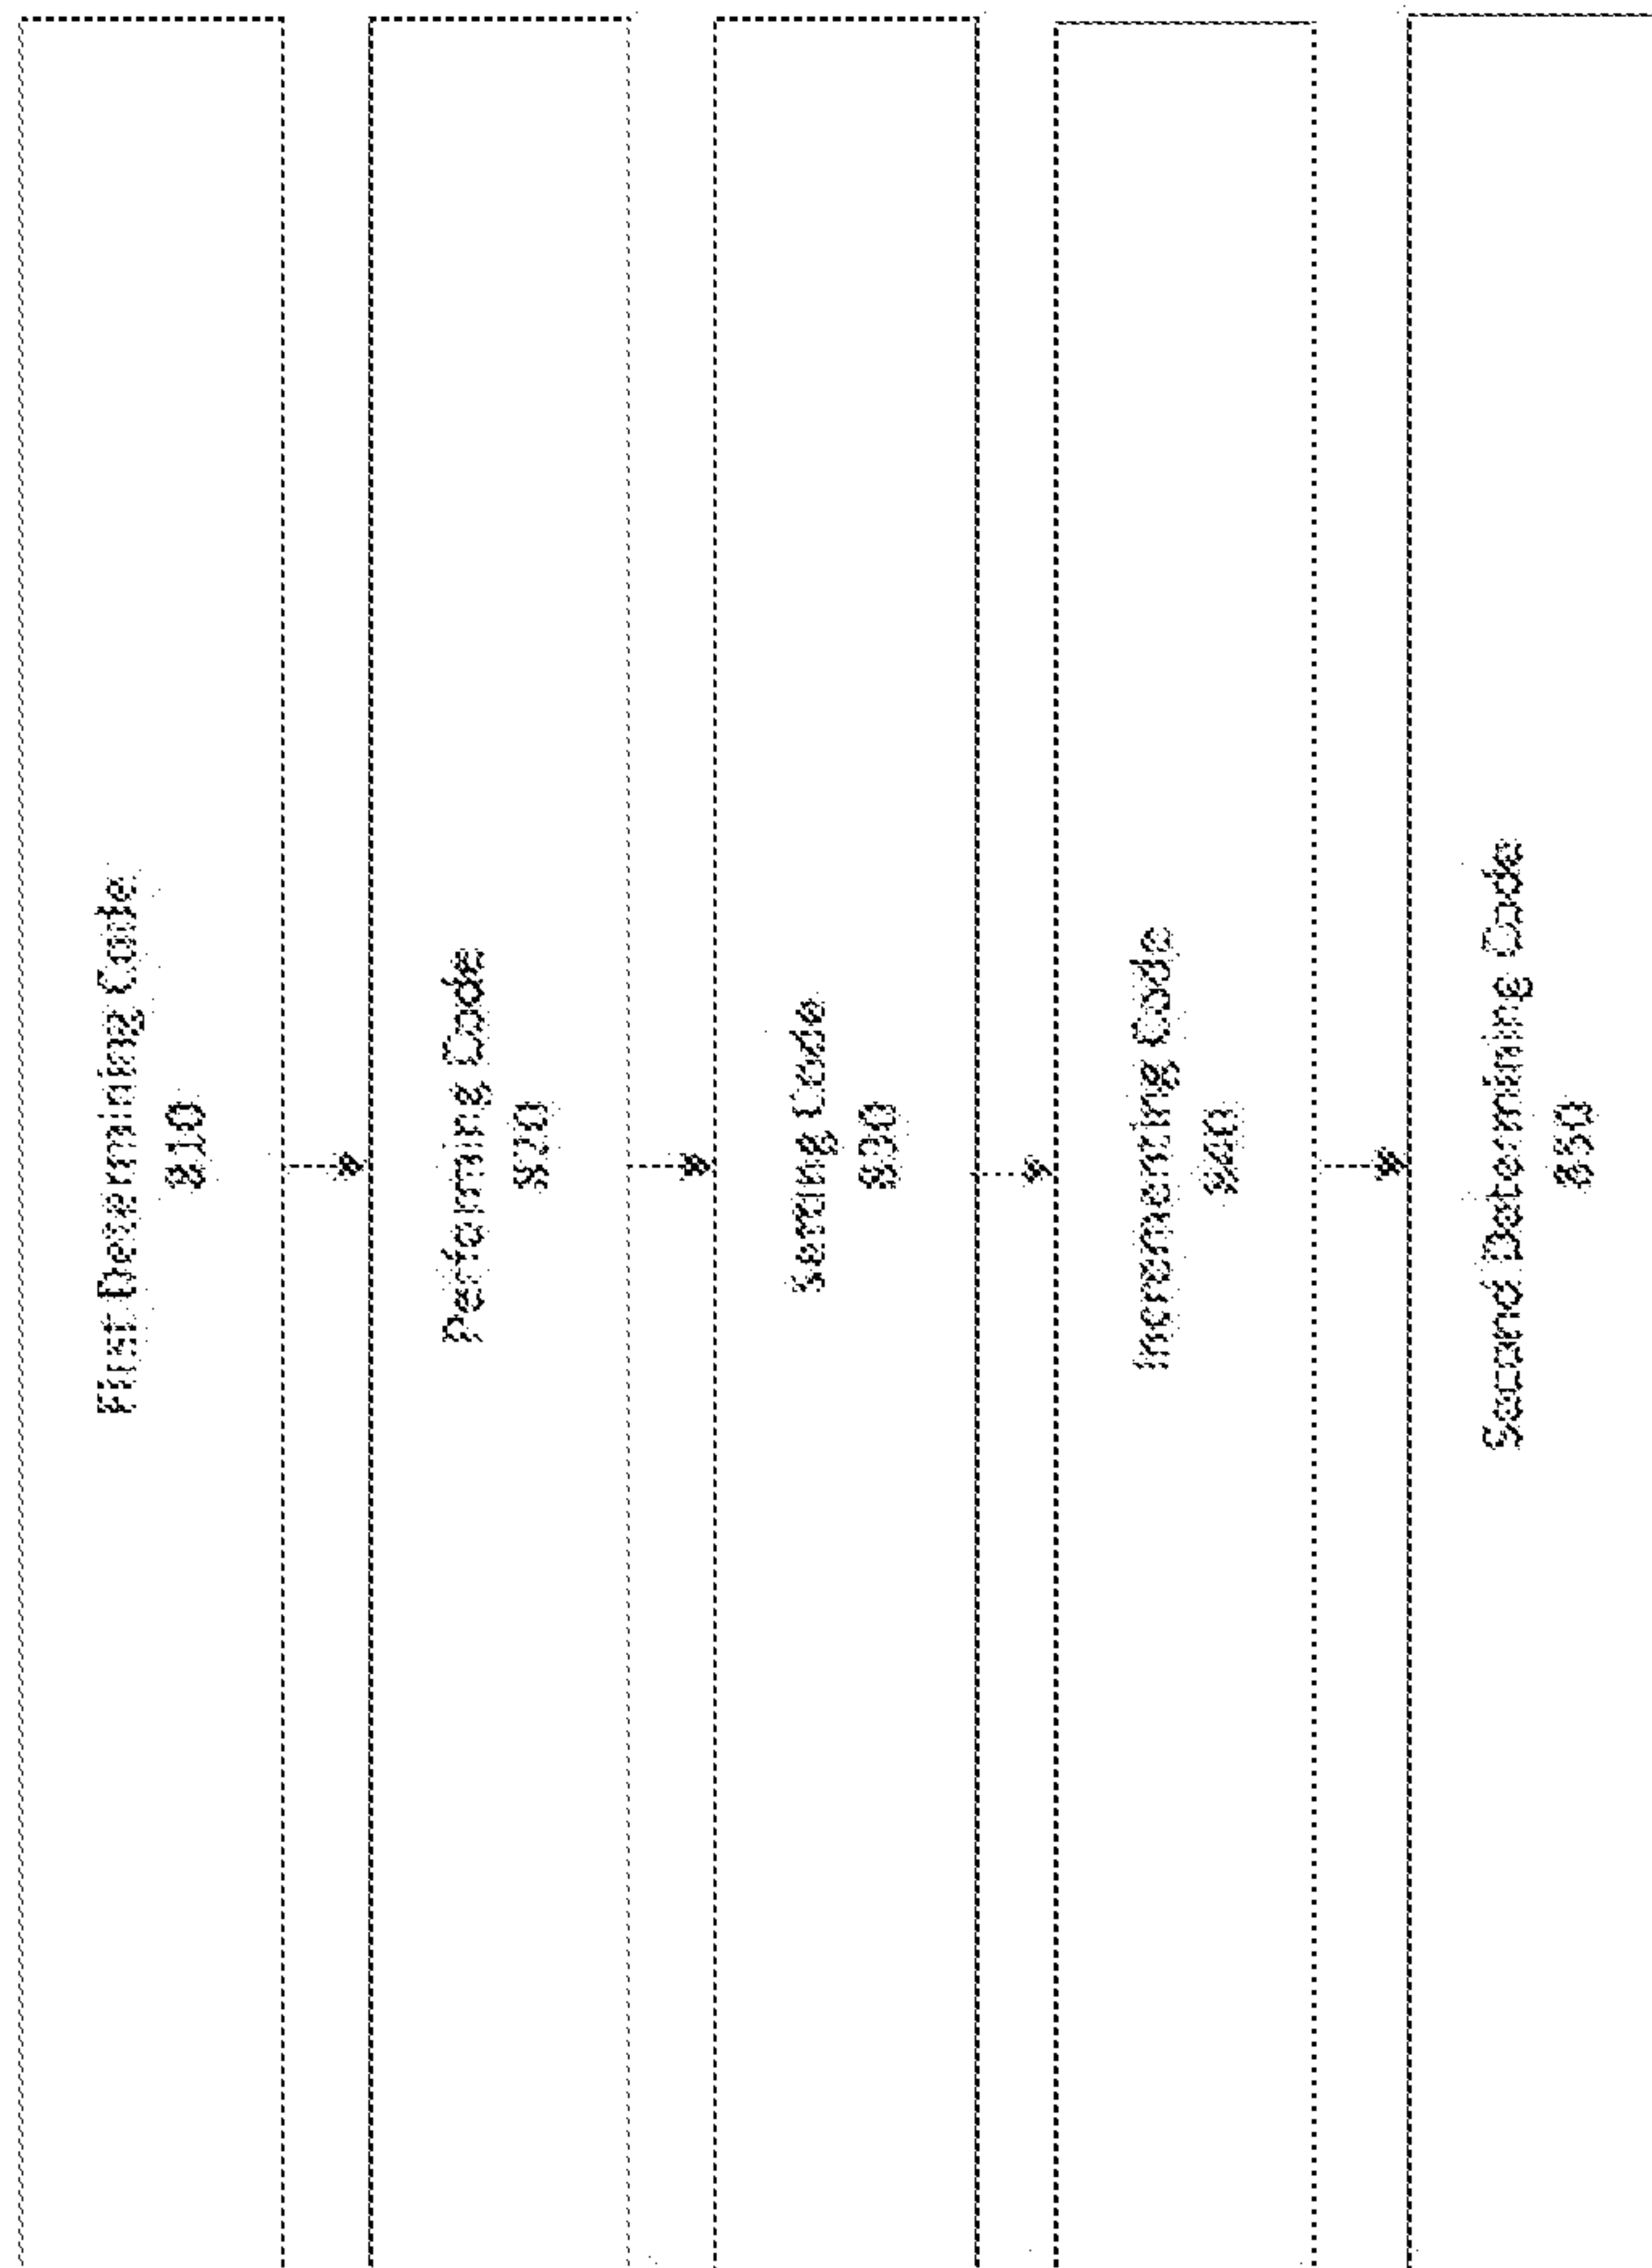 First Determining Code
810
Performing Code
820
Setting Code
830
Incrementing Code
840
Second Determining Code
850